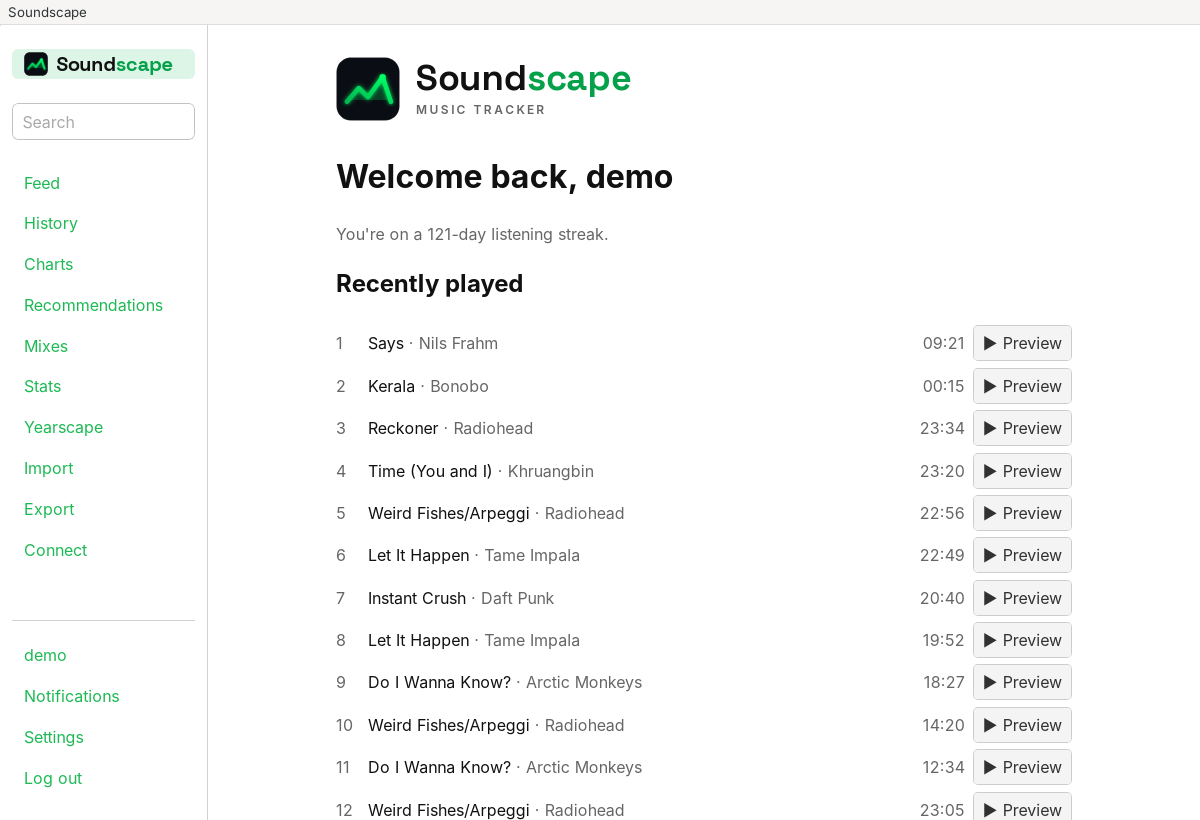 Soundscape
Soundscape
Search
Feed
History
Charts
Recommendations
Mixes
Stats
Yearscape
Import
Export
Connect
demo
Notifications
Settings
Log out
Soundscape
MUSIC TRACKER
Welcome back, demo
You're on a 121-day listening streak.
Recently played
1 Says · Nils Frahm 09:21 ▶ Preview
2 Kerala · Bonobo 00:15 ▶ Preview
3 Reckoner · Radiohead 23:34 ▶ Preview
4 Time (You and I) · Khruangbin 23:20 ▶ Preview
5 Weird Fishes/Arpeggi · Radiohead 22:56 ▶ Preview
6 Let It Happen · Tame Impala 22:49 ▶ Preview
7 Instant Crush · Daft Punk 20:40 ▶ Preview
8 Let It Happen · Tame Impala 19:52 ▶ Preview
9 Do I Wanna Know? · Arctic Monkeys 18:27 ▶ Preview
10 Weird Fishes/Arpeggi · Radiohead 14:20 ▶ Preview
11 Do I Wanna Know? · Arctic Monkeys 12:34 ▶ Preview
12 Weird Fishes/Arpeggi · Radiohead 23:05 ▶ Preview